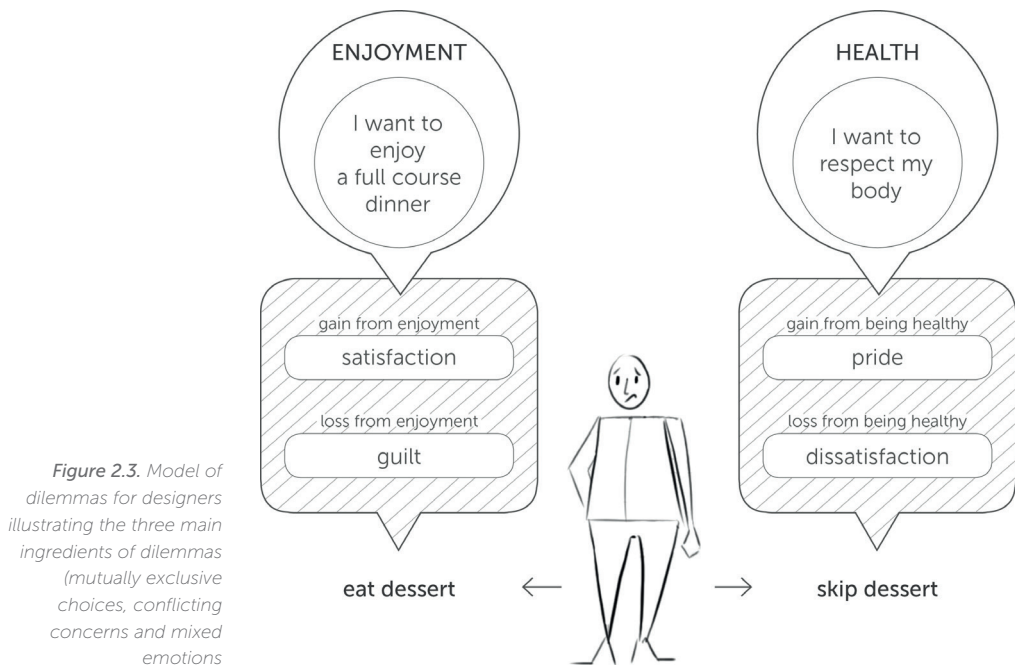 ENJOYMENT
I want to
enjoy
a full course
dinner
gain from enjoyment
satisfaction
loss from enjoyment
guilt
eat dessert
HEALTH
I want to
respect my
body
gain from being healthy
pride
loss from being healthy
dissatisfaction
skip dessert
Figure 2.3. Model of
dilemmas for designers
illustrating the three main
ingredients of dilemmas
(mutually exclusive
choices, conflicting
concerns and mixed
emotions